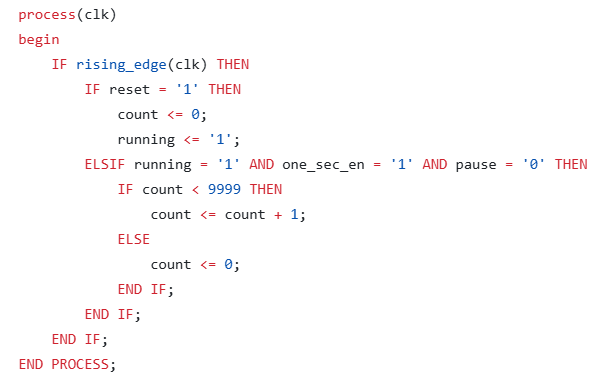 process(clk)
begin
    IF rising_edge(clk) THEN
        IF reset = '1' THEN
            count <= 0;
            running <= '1';
        ELSIF running = '1' AND one_sec_en = '1' AND pause = '0' THEN
            IF count < 9999 THEN
                count <= count + 1;
            ELSE
                count <= 0;
            END IF;
        END IF;
    END IF;
END PROCESS;